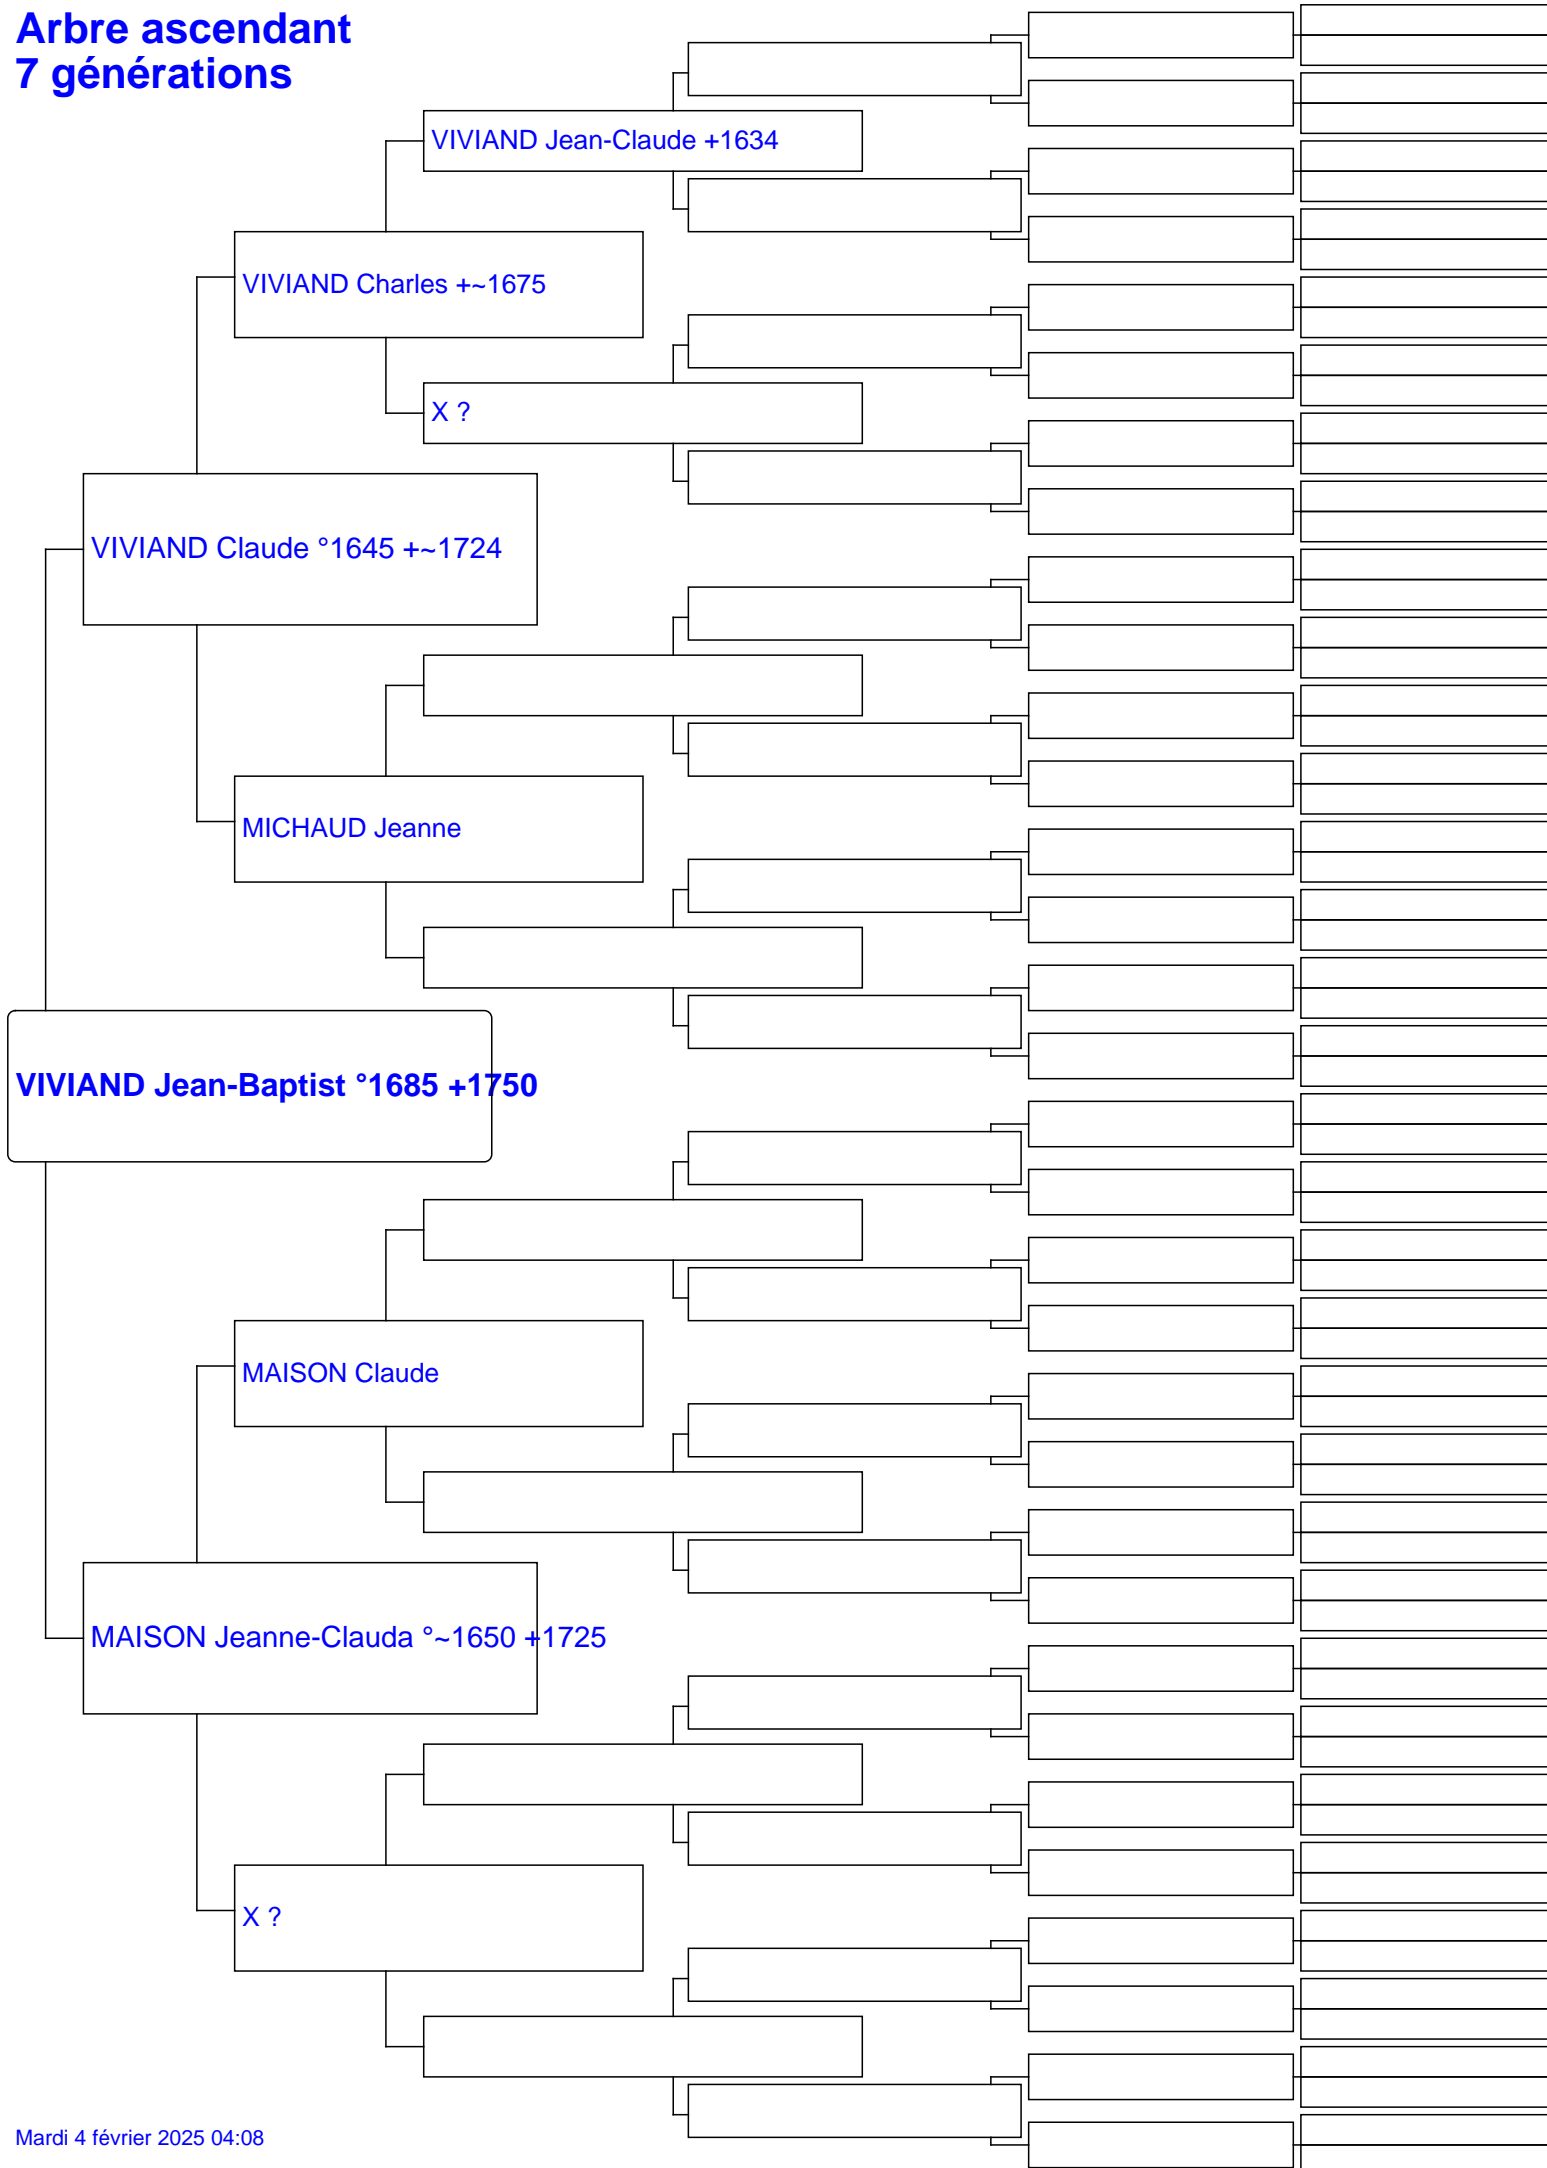 Arbre ascendant
7 générations
VIVIAND Jean-Claude +1634
VIVIAND Charles +~1675
X ?
VIVIAND Claude °1645 +~1724
MICHAUD Jeanne
VIVIAND Jean-Baptist °1685 +1750
MAISON Claude
MAISON Jeanne-Clauda °~1650 +1725
X ?
Mardi 4 février 2025 04:08